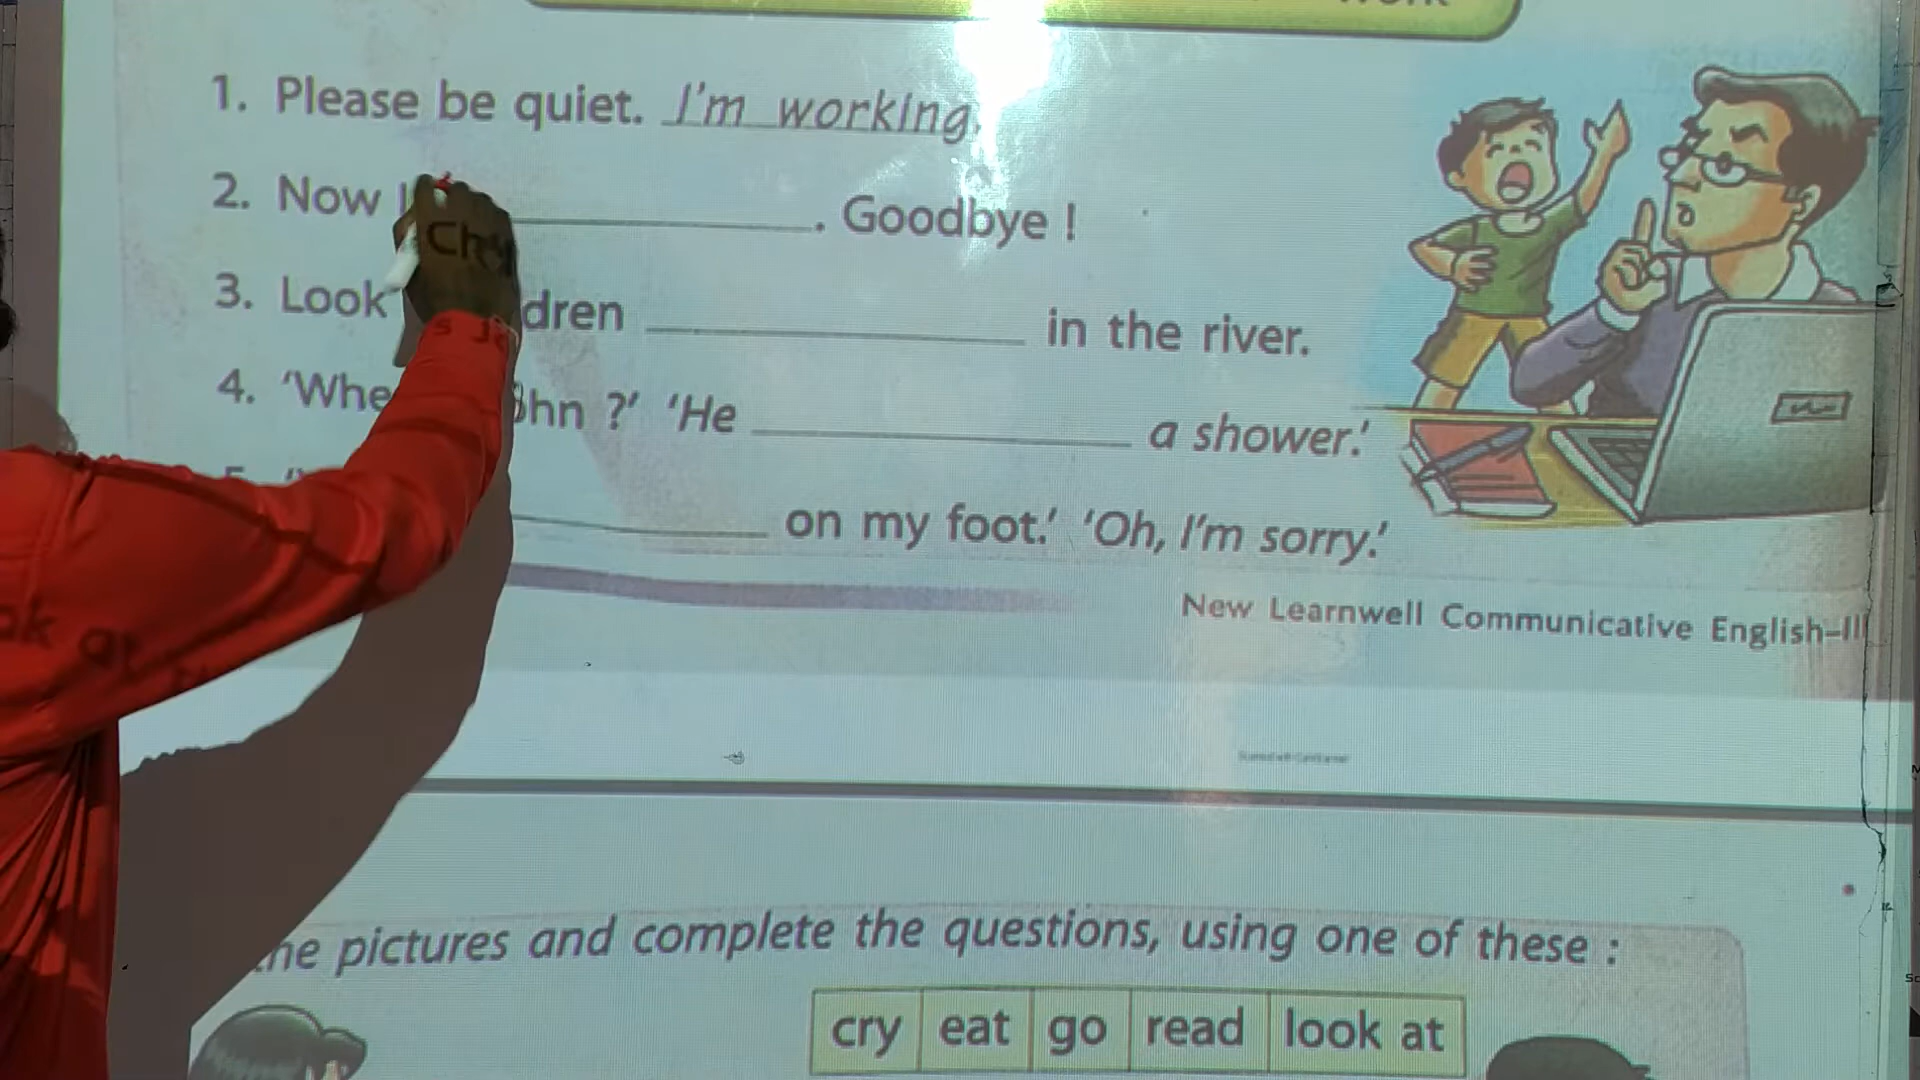 work
1. Please be quiet. I'm working.
2. Now I . Goodbye !
3. Look dren in the river.
4. ‘Whe hn ?’ ‘He a shower.’
on my foot.’ ‘Oh, I'm sorry.’
New Learnwell Communicative English–III
he pictures and complete the questions, using one of these :
cry eat go read look at